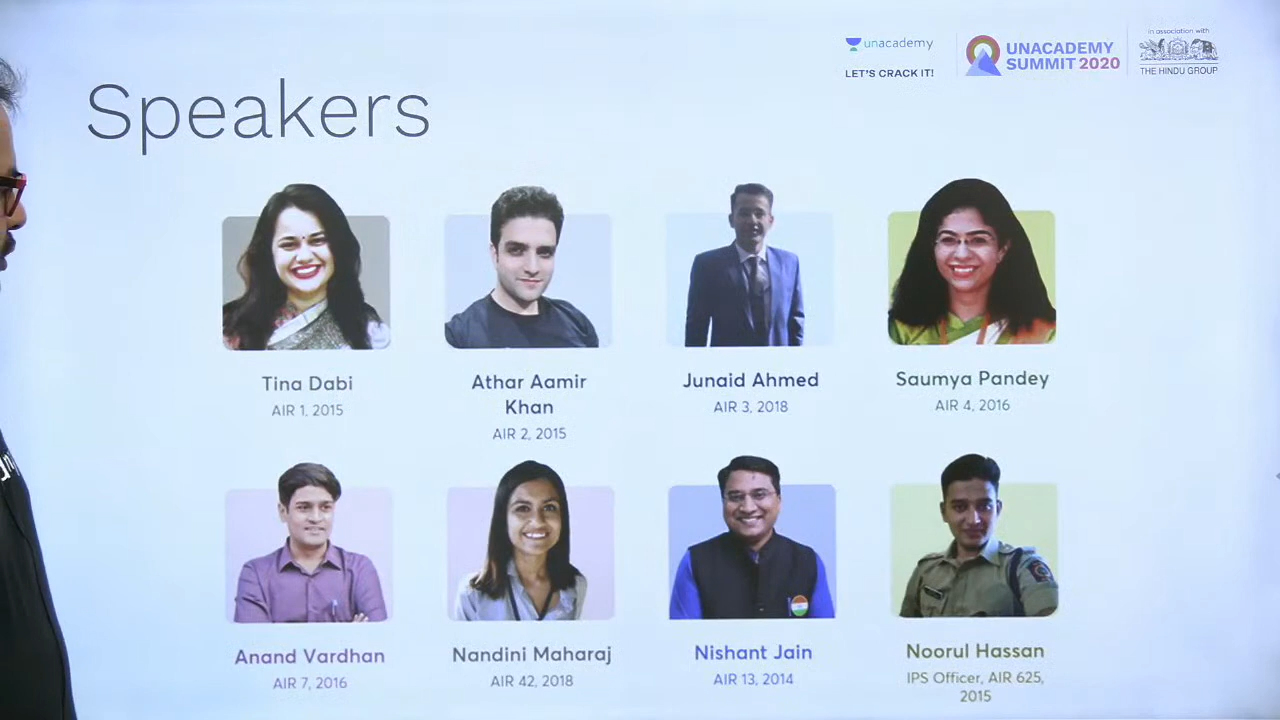 unacademy
LET'S CRACK IT!
UNACADEMY
SUMMIT 2020
in association with
THE HINDU GROUP
Speakers
Tina Dabi
AIR 1, 2015
Athar Aamir
Khan
AIR 2, 2015
Junaid Ahmed
AIR 3, 2018
Saumya Pandey
AIR 4, 2016
Anand Vardhan
AIR 7, 2016
Nandini Maharaj
AIR 42, 2018
Nishant Jain
AIR 13, 2014
Noorul Hassan
IPS Officer, AIR 625,
2015